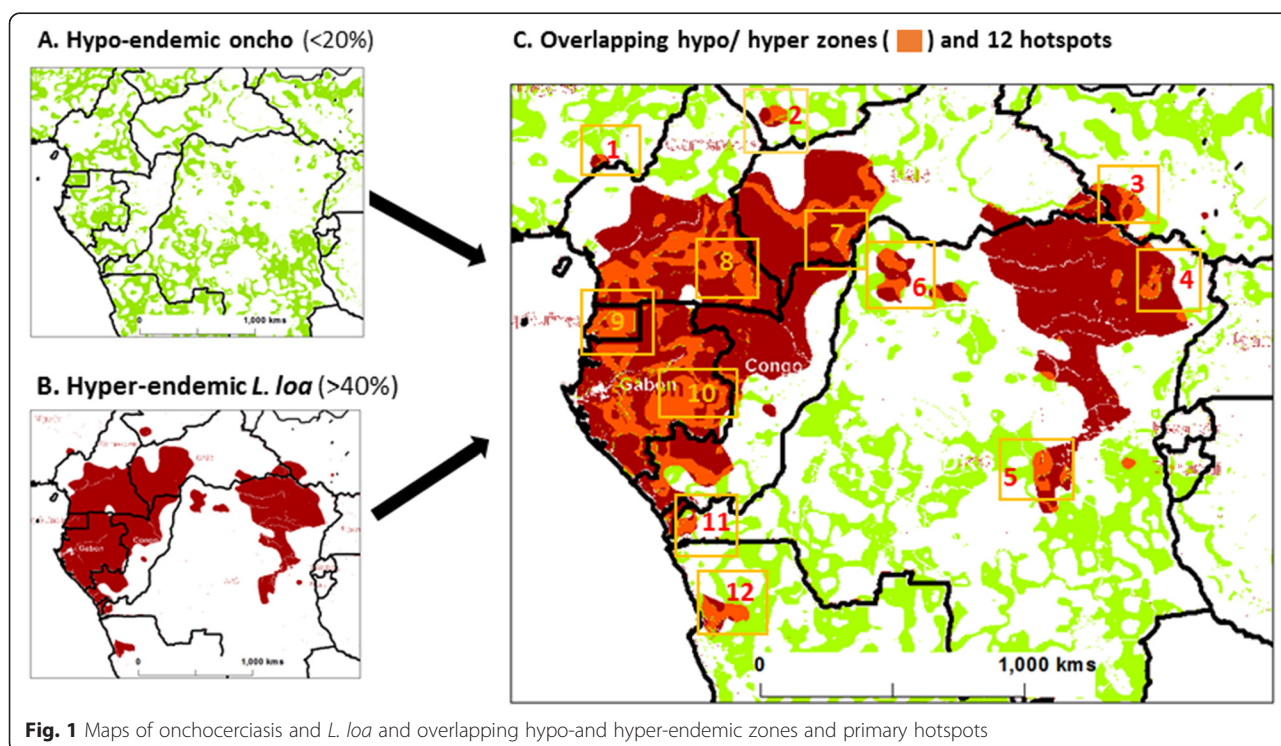 A. Hypo-endemic oncho (<20%)
0 1,000 kms
B. Hyper-endemic L. loa (>40%)
Gabon
Congo
0 1,000 kms
C. Overlapping hypo/ hyper zones ( ) and 12 hotspots
1
2
3
4
5
6
7
8
9
10
11
12
Gabon
Congo
0 1,000 kms
Fig. 1 Maps of onchocerciasis and L. loa and overlapping hypo-and hyper-endemic zones and primary hotspots